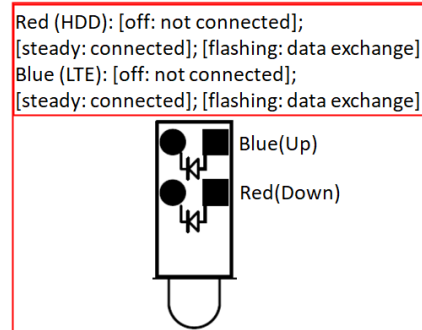 Red (HDD): [off: not connected];
[steady: connected]; [flashing: data exchange]
Blue (LTE): [off: not connected];
[steady: connected]; [flashing: data exchange]
Blue(Up)
Red(Down)